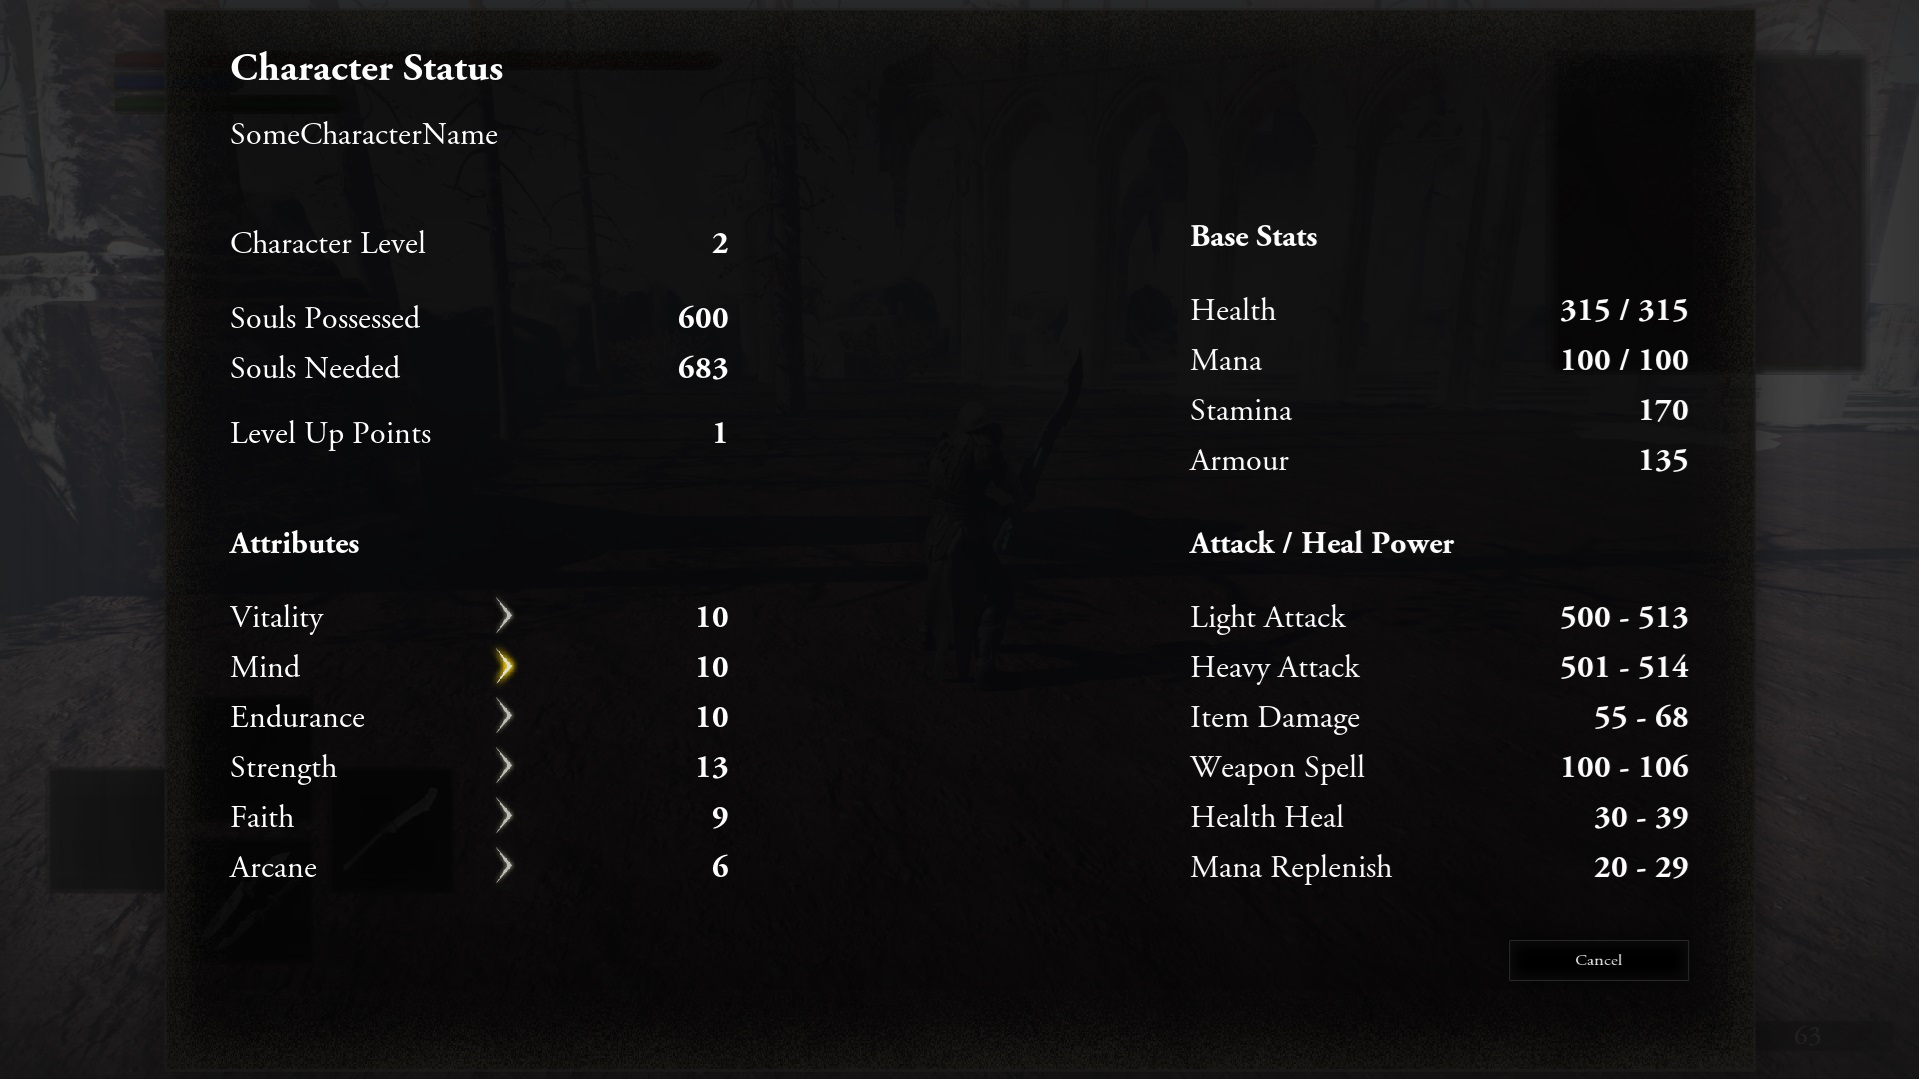 Character Status
SomeCharacterName
Character Level 2
Souls Possessed 600
Souls Needed 683
Level Up Points 1
Attributes
Vitality 10
Mind 10
Endurance 10
Strength 13
Faith 9
Arcane 6
Base Stats
Health 315 / 315
Mana 100 / 100
Stamina 170
Armour 135
Attack / Heal Power
Light Attack 500 - 513
Heavy Attack 501 - 514
Item Damage 55 - 68
Weapon Spell 100 - 106
Health Heal 30 - 39
Mana Replenish 20 - 29
Cancel
63